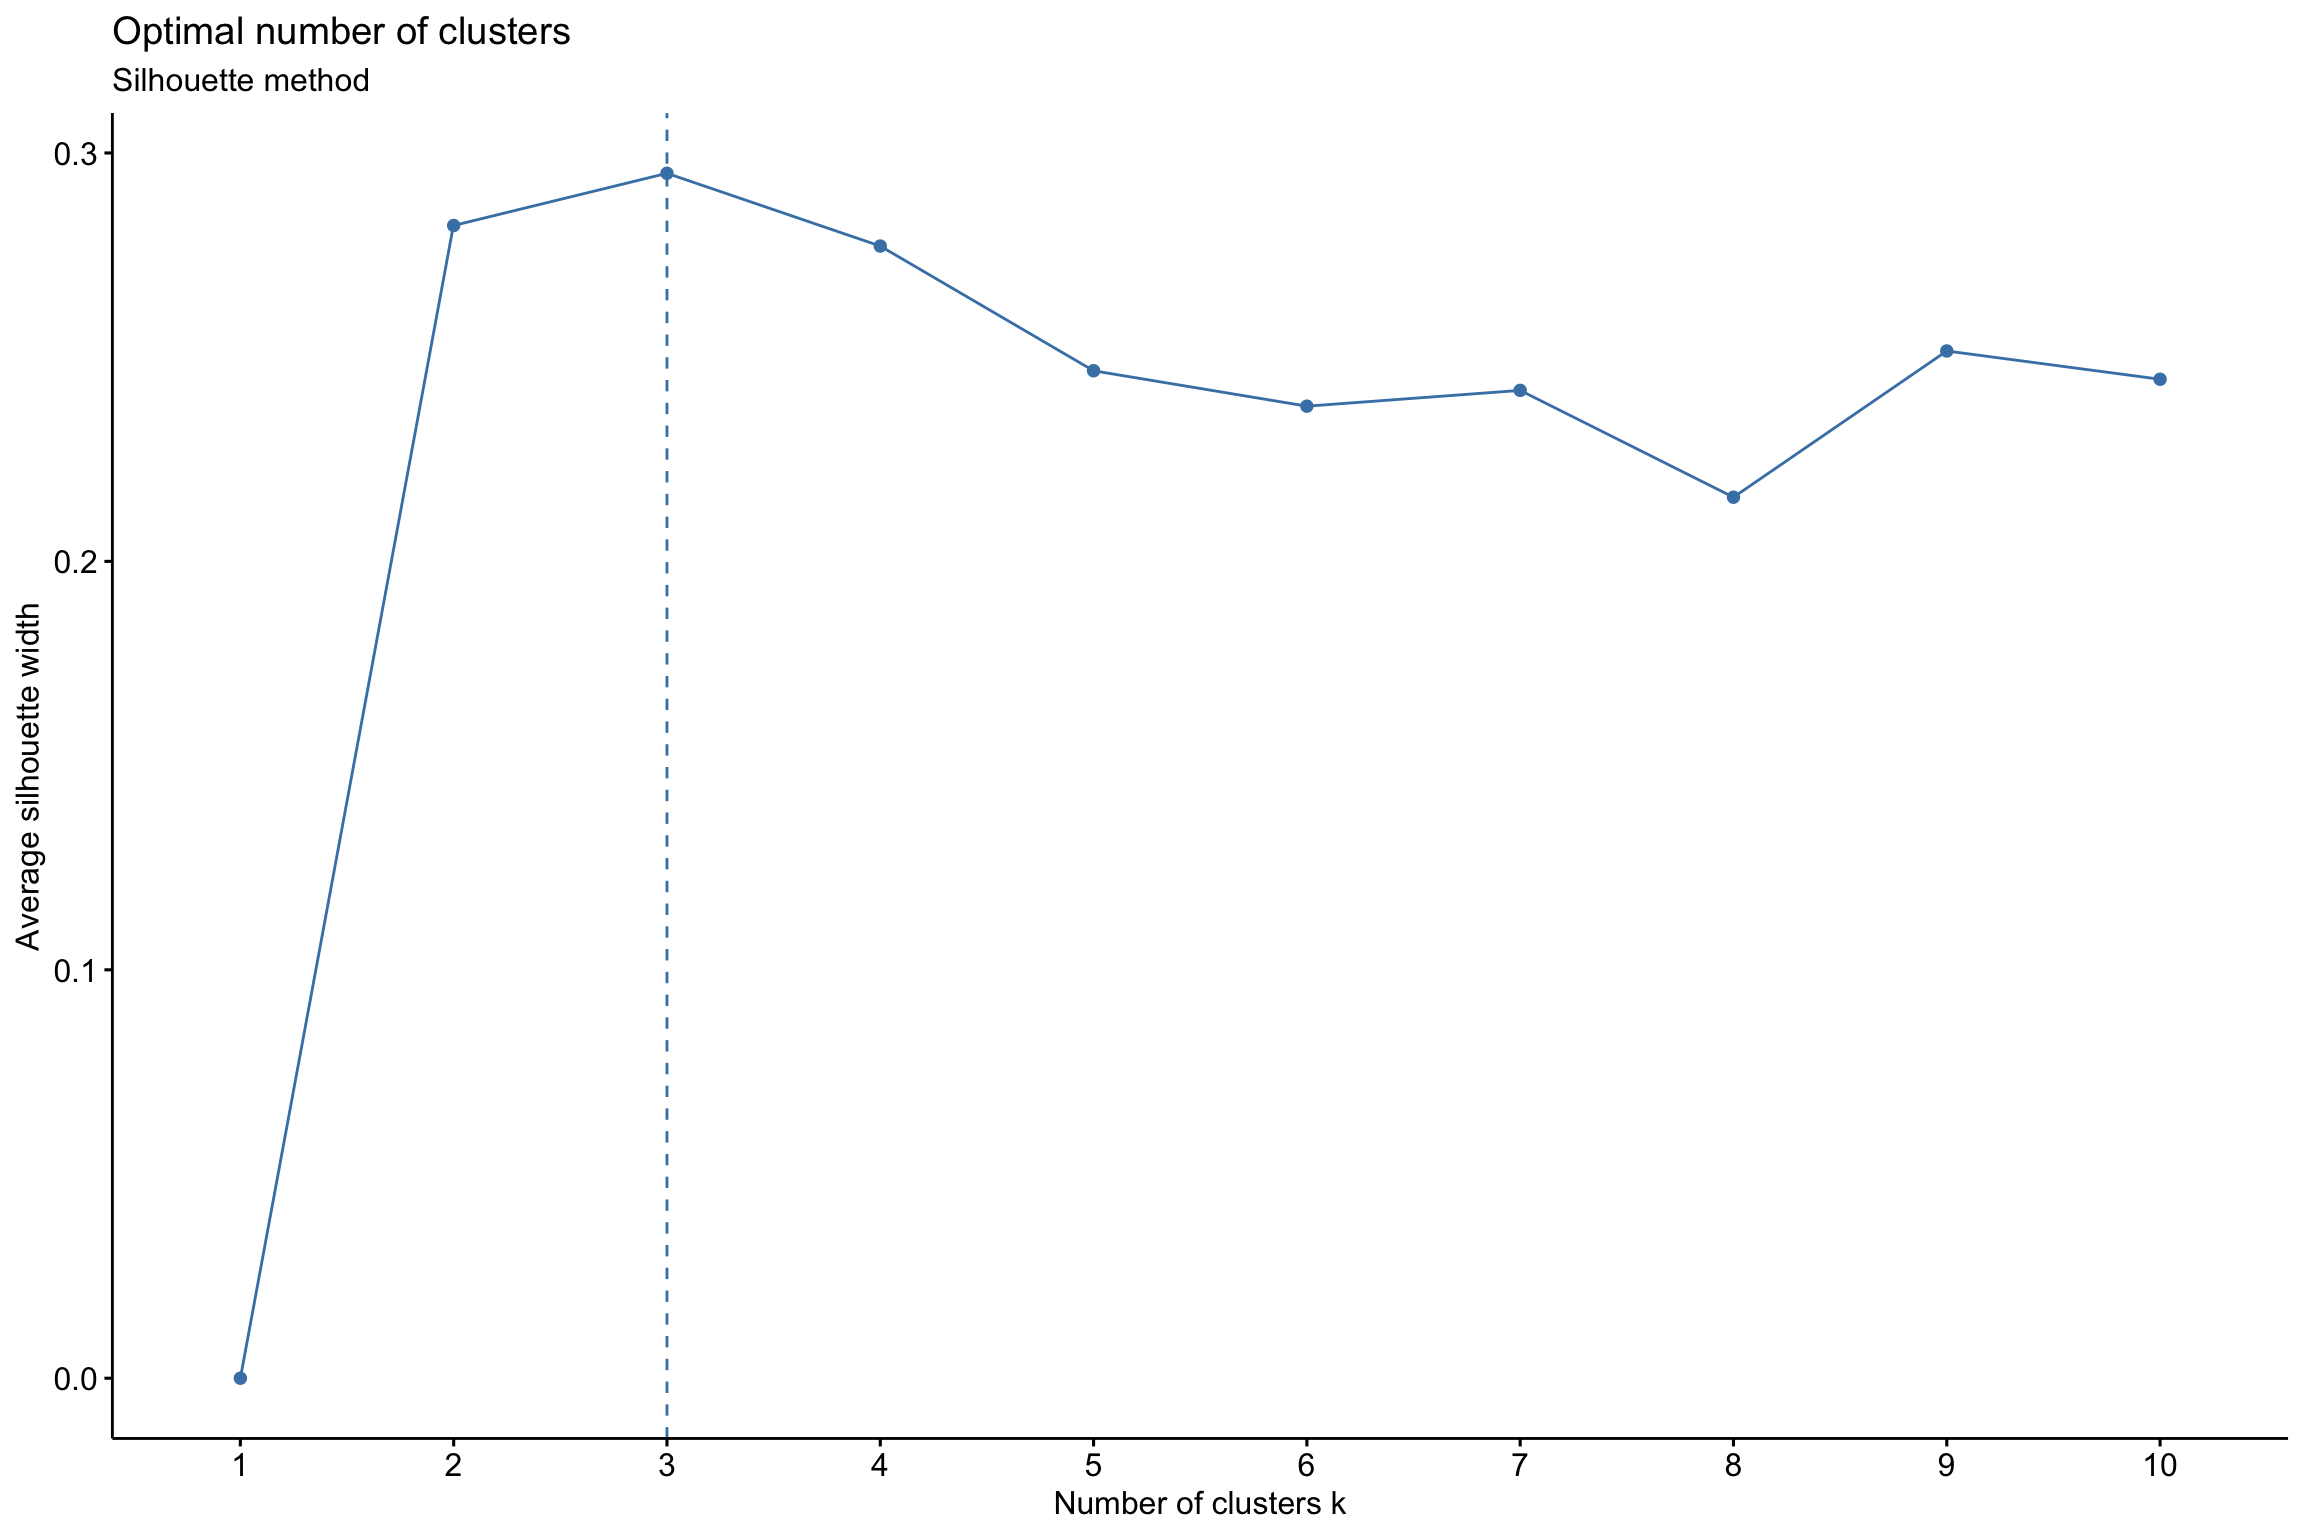 Optimal number of clusters
Silhouette method
0.3
0.2
0.1
0.0
Average silhouette width
1 2 3 4 5 6 7 8 9 10
Number of clusters k